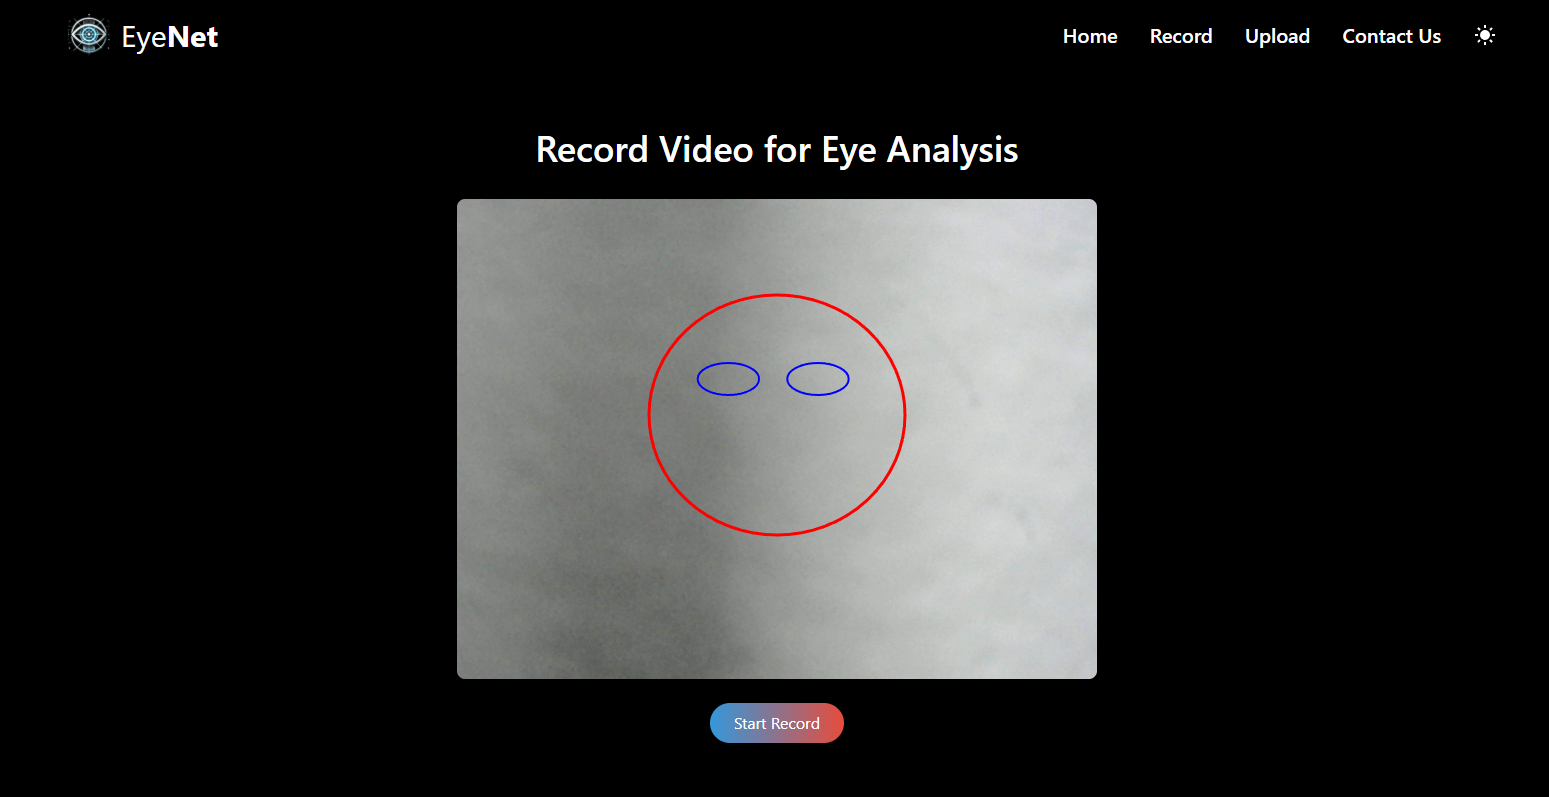 EyeNet
Home Record Upload Contact Us
Record Video for Eye Analysis
Start Record